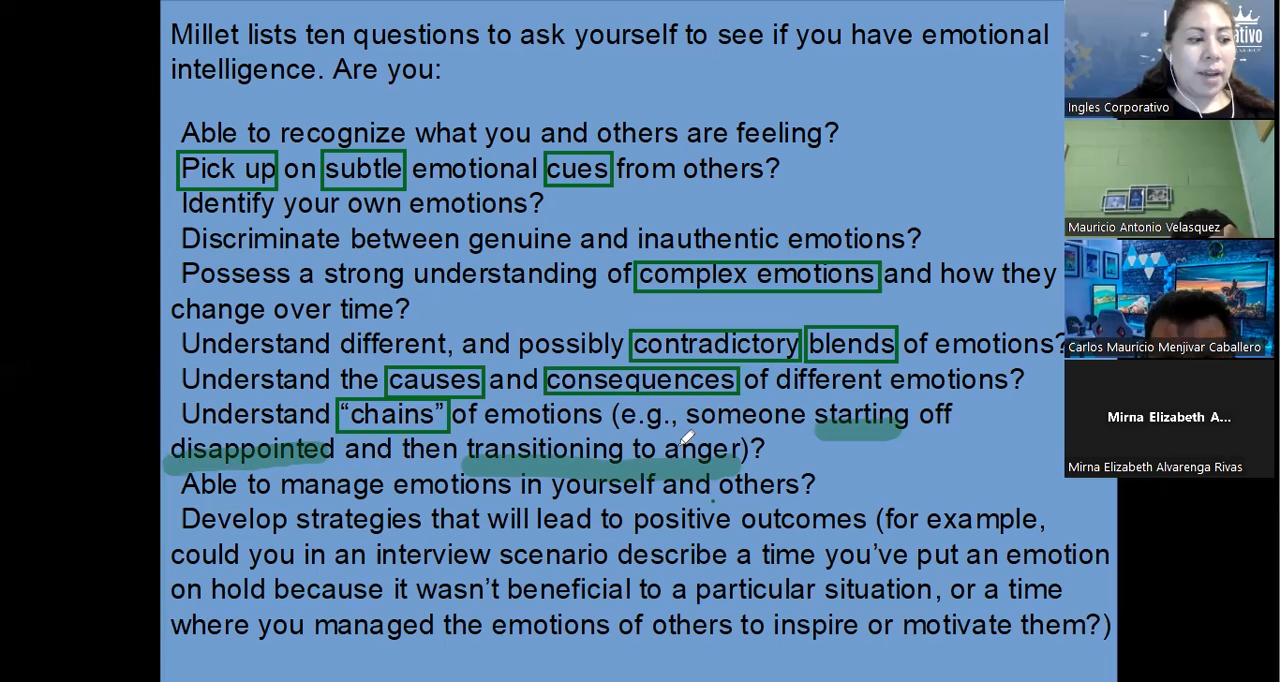 Millet lists ten questions to ask yourself to see if you have emotional
intelligence. Are you:
Able to recognize what you and others are feeling?
Pick up on subtle emotional cues from others?
Identify your own emotions?
Discriminate between genuine and inauthentic emotions?
Possess a strong understanding of complex emotions and how they
change over time?
Understand different, and possibly contradictory blends of emotions?
Understand the causes and consequences of different emotions?
Understand “chains” of emotions (e.g., someone starting off
disappointed and then transitioning to anger)?
Able to manage emotions in yourself and others?
Develop strategies that will lead to positive outcomes (for example,
could you in an interview scenario describe a time you’ve put an emotion
on hold because it wasn’t beneficial to a particular situation, or a time
where you managed the emotions of others to inspire or motivate them?)
Ingles Corporativo
Mauricio Antonio Velasquez
Carlos Mauricio Menjivar Caballero
Mirna Elizabeth A...
Mirna Elizabeth Alvarenga Rivas